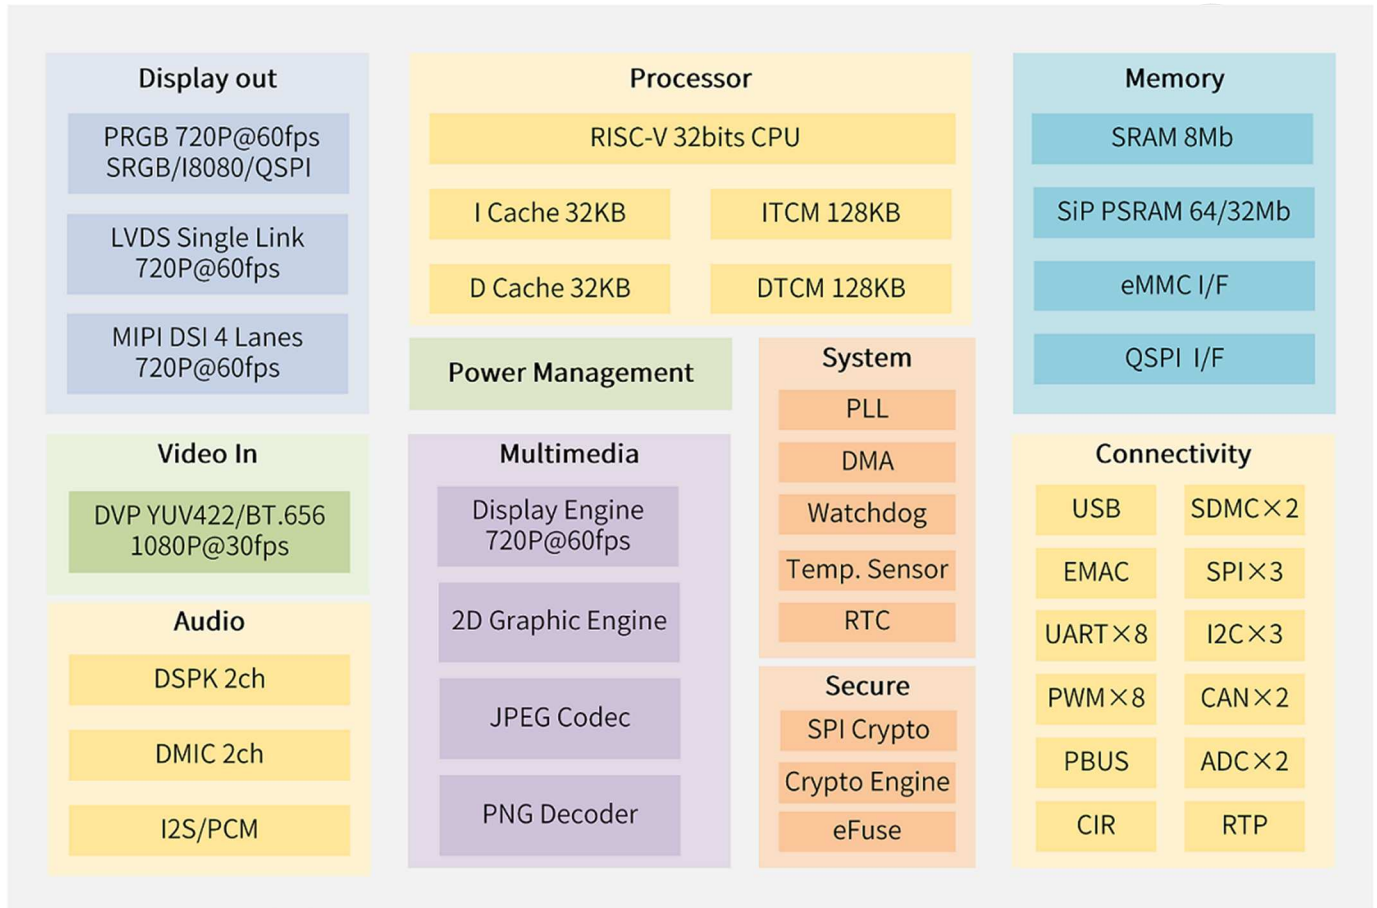 Display out
PRGB 720P@60fps
SRGB/I8080/QSPI
LVDS Single Link
720P@60fps
MIPI DSI 4 Lanes
720P@60fps
Video In
DVP YUV422/BT.656
1080P@30fps
Audio
DSPK 2ch
DMIC 2ch
I2S/PCM
Processor
RISC-V 32bits CPU
I Cache 32KB
ITCM 128KB
D Cache 32KB
DTCM 128KB
Power Management
Multimedia
Display Engine
720P@60fps
2D Graphic Engine
JPEG Codec
PNG Decoder
System
PLL
DMA
Watchdog
Temp. Sensor
RTC
Secure
SPI Crypto
Crypto Engine
eFuse
Memory
SRAM 8Mb
SiP PSRAM 64/32Mb
eMMC I/F
QSPI I/F
Connectivity
USB
SDMC×2
EMAC
SPI×3
UART×8
I2C×3
PWM×8
CAN×2
PBUS
ADC×2
CIR
RTP